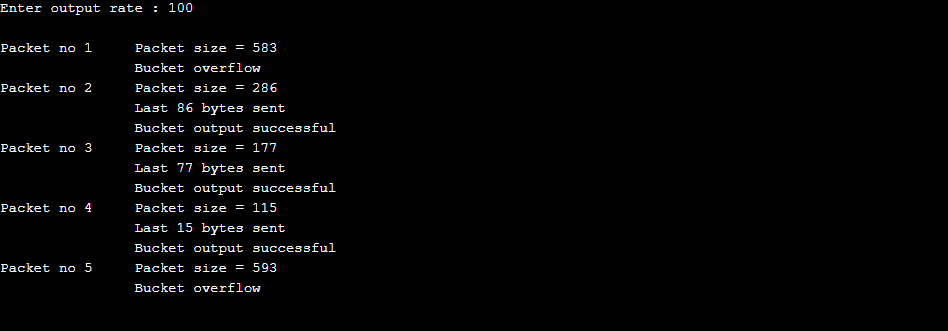 Enter output rate : 100
Packet no 1 Packet size = 583
Bucket overflow
Packet no 2 Packet size = 286
Last 86 bytes sent
Bucket output successful
Packet no 3 Packet size = 177
Last 77 bytes sent
Bucket output successful
Packet no 4 Packet size = 115
Last 15 bytes sent
Bucket output successful
Packet no 5 Packet size = 593
Bucket overflow